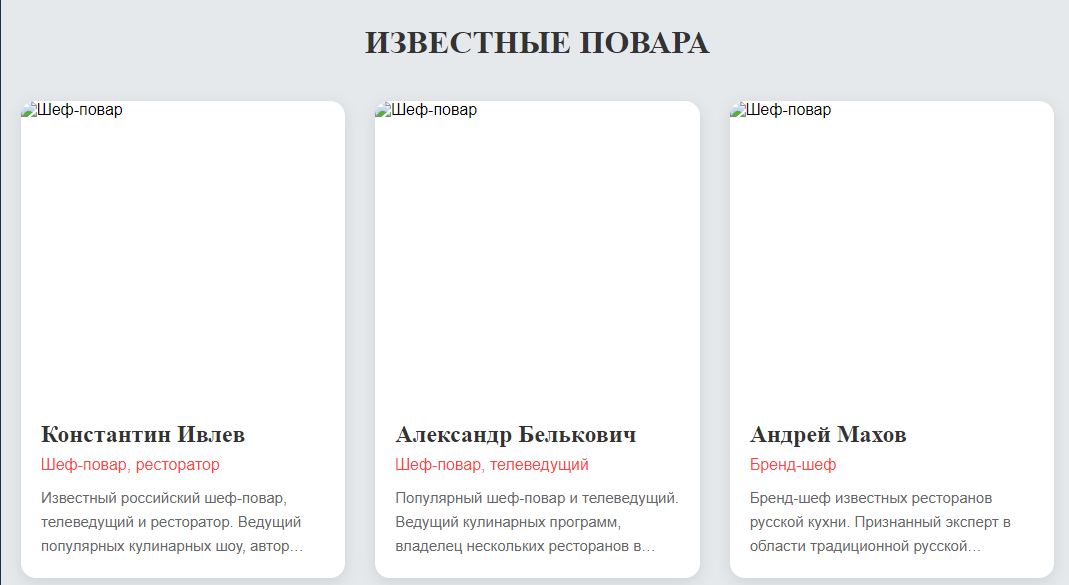 ИЗВЕСТНЫЕ ПОВАРА
Шеф-повар
Шеф-повар
Шеф-повар
Константин Ивлев
Шеф-повар, ресторатор
Известный российский шеф-повар,
телеведущий и ресторатор. Ведущий
популярных кулинарных шоу, автор...
Александр Белькович
Шеф-повар, телеведущий
Популярный шеф-повар и телеведущий.
Ведущий кулинарных программ,
владелец нескольких ресторанов в...
Андрей Махов
Бренд-шеф
Бренд-шеф известных ресторанов
русской кухни. Признанный эксперт в
области традиционной русской...